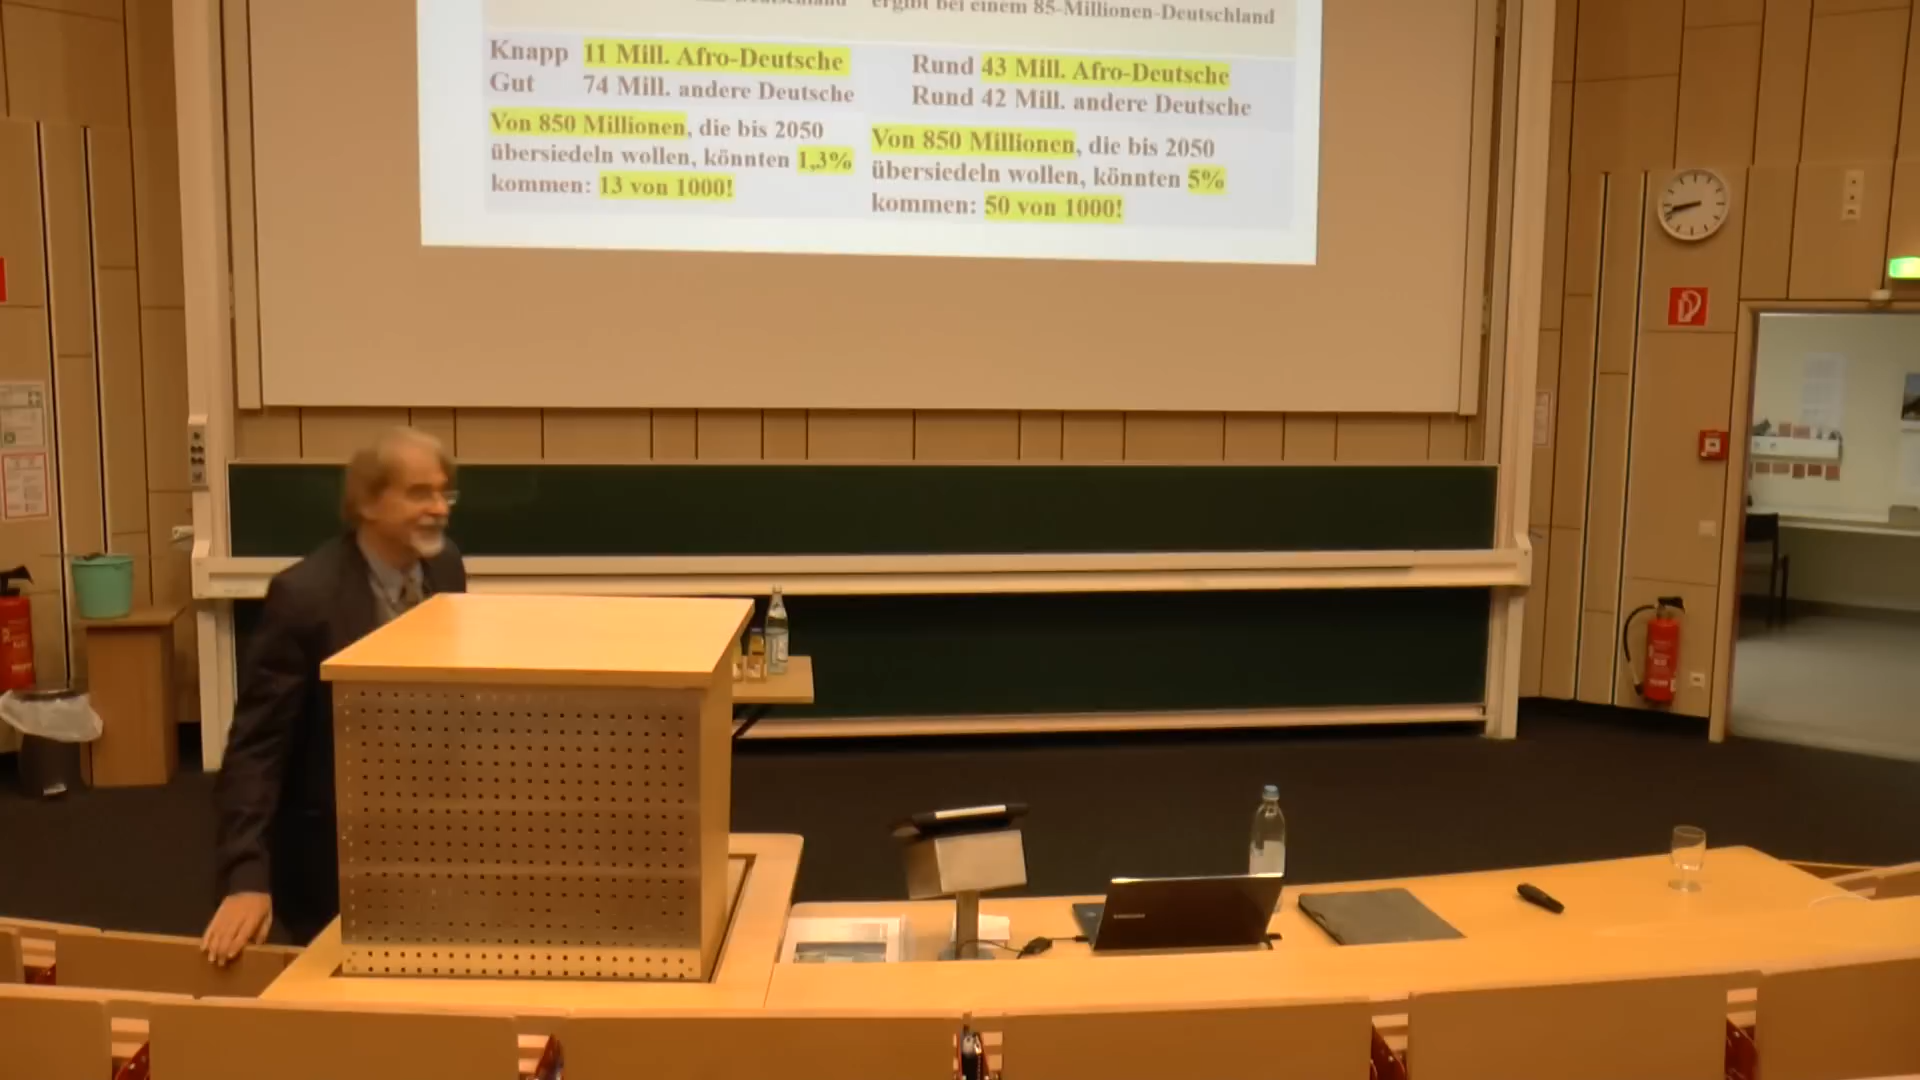 ergibt bei einem 85-Millionen-Deutschland
Knapp 11 Mill. Afro-Deutsche
Gut 74 Mill. andere Deutsche
Von 850 Millionen, die bis 2050
übersiedeln wollen, könnten 1,3%
kommen: 13 von 1000!
Rund 43 Mill. Afro-Deutsche
Rund 42 Mill. andere Deutsche
Von 850 Millionen, die bis 2050
übersiedeln wollen, könnten 5%
kommen: 50 von 1000!
SAMSUNG